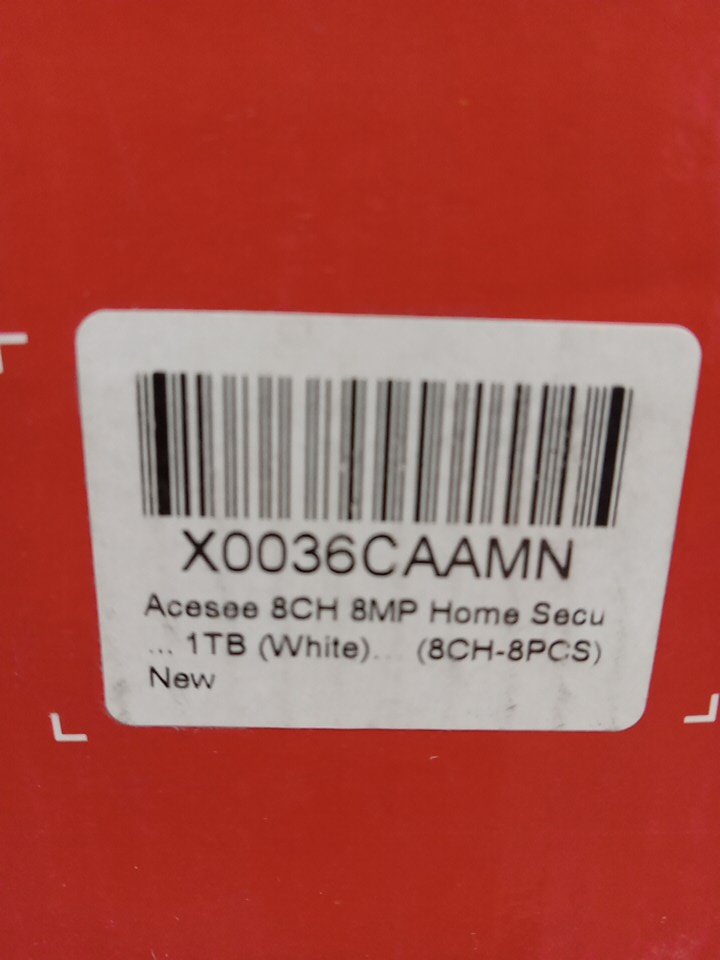 X0036CAAMN
Acesee 8CH 8MP Home Secu
... 1TB (White)... (8CH-8PCS)
New